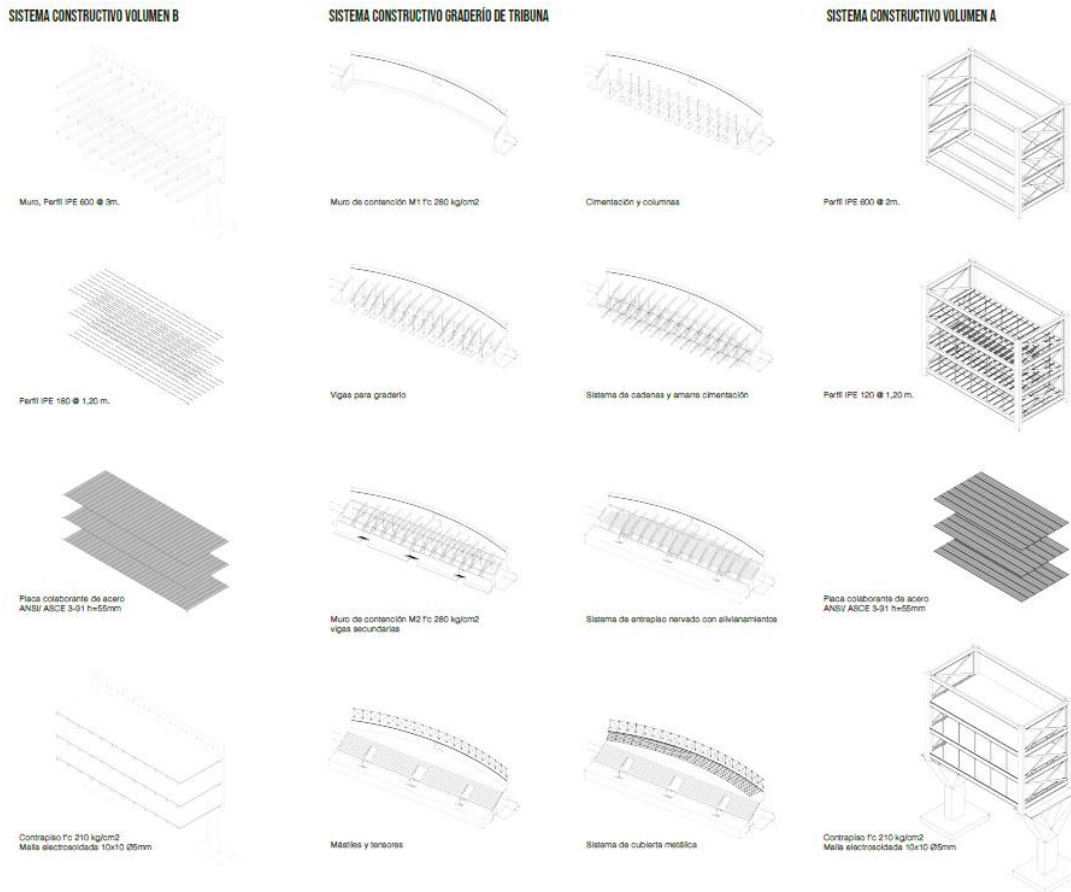 SISTEMA CONSTRUCTIVO VOLUMEN B
SISTEMA CONSTRUCTIVO GRADERÍO DE TRIBUNA
SISTEMA CONSTRUCTIVO VOLUMEN A
Muro, Perfil IPE 600 @ 3m.
Muro de contención M1 f'c 280 kg/cm2
Cimentación y columnas
Perfil IPE 600 @ 2m.
Perfil IPE 180 @ 1,20 m.
Vigas para graderío
Sistema de cadenas y amarre cimentación
Perfil IPE 120 @ 1,20 m.
Placa colaborante de acero
ANSI/ ASCE 3-91 h=55mm
Muro de contención M2 f'c 280 kg/cm2
vigas secundarias
Sistema de entrepiso nervado con alivianamientos
Placa colaborante de acero
ANSI/ ASCE 3-91 h=55mm
Contrapiso f'c 210 kg/cm2
Malla electrosoldada 10x10 Ø5mm
Mástiles y tensores
Sistema de cubierta metálica
Contrapiso f'c 210 kg/cm2
Malla electrosoldada 10x10 Ø5mm